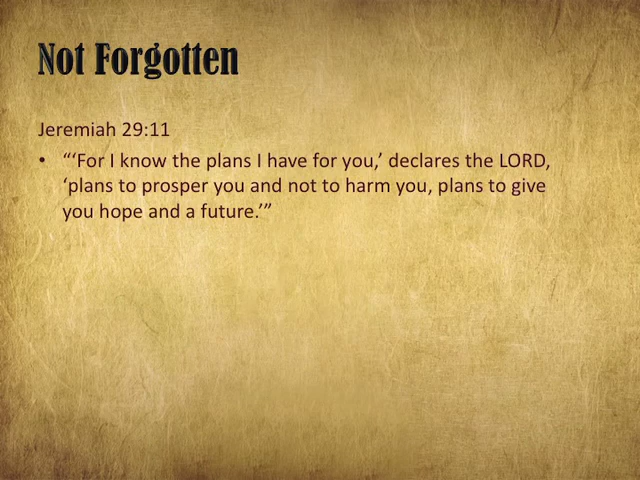 Not Forgotten
Jeremiah 29:11
• “‘For I know the plans I have for you,’ declares the LORD,
‘plans to prosper you and not to harm you, plans to give
you hope and a future.’”